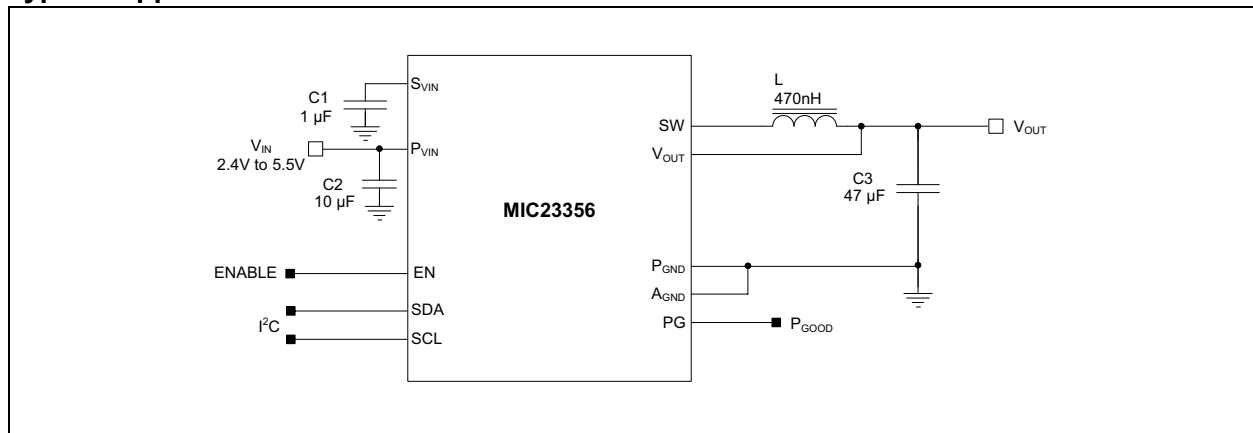 S_VIN
C1
1 µF
V_IN
2.4V to 5.5V
P_VIN
C2
10 µF
MIC23356
ENABLE
EN
SDA
I²C
SCL
L
470nH
SW
V_OUT
V_OUT
C3
47 µF
P_GND
A_GND
PG
P_GOOD